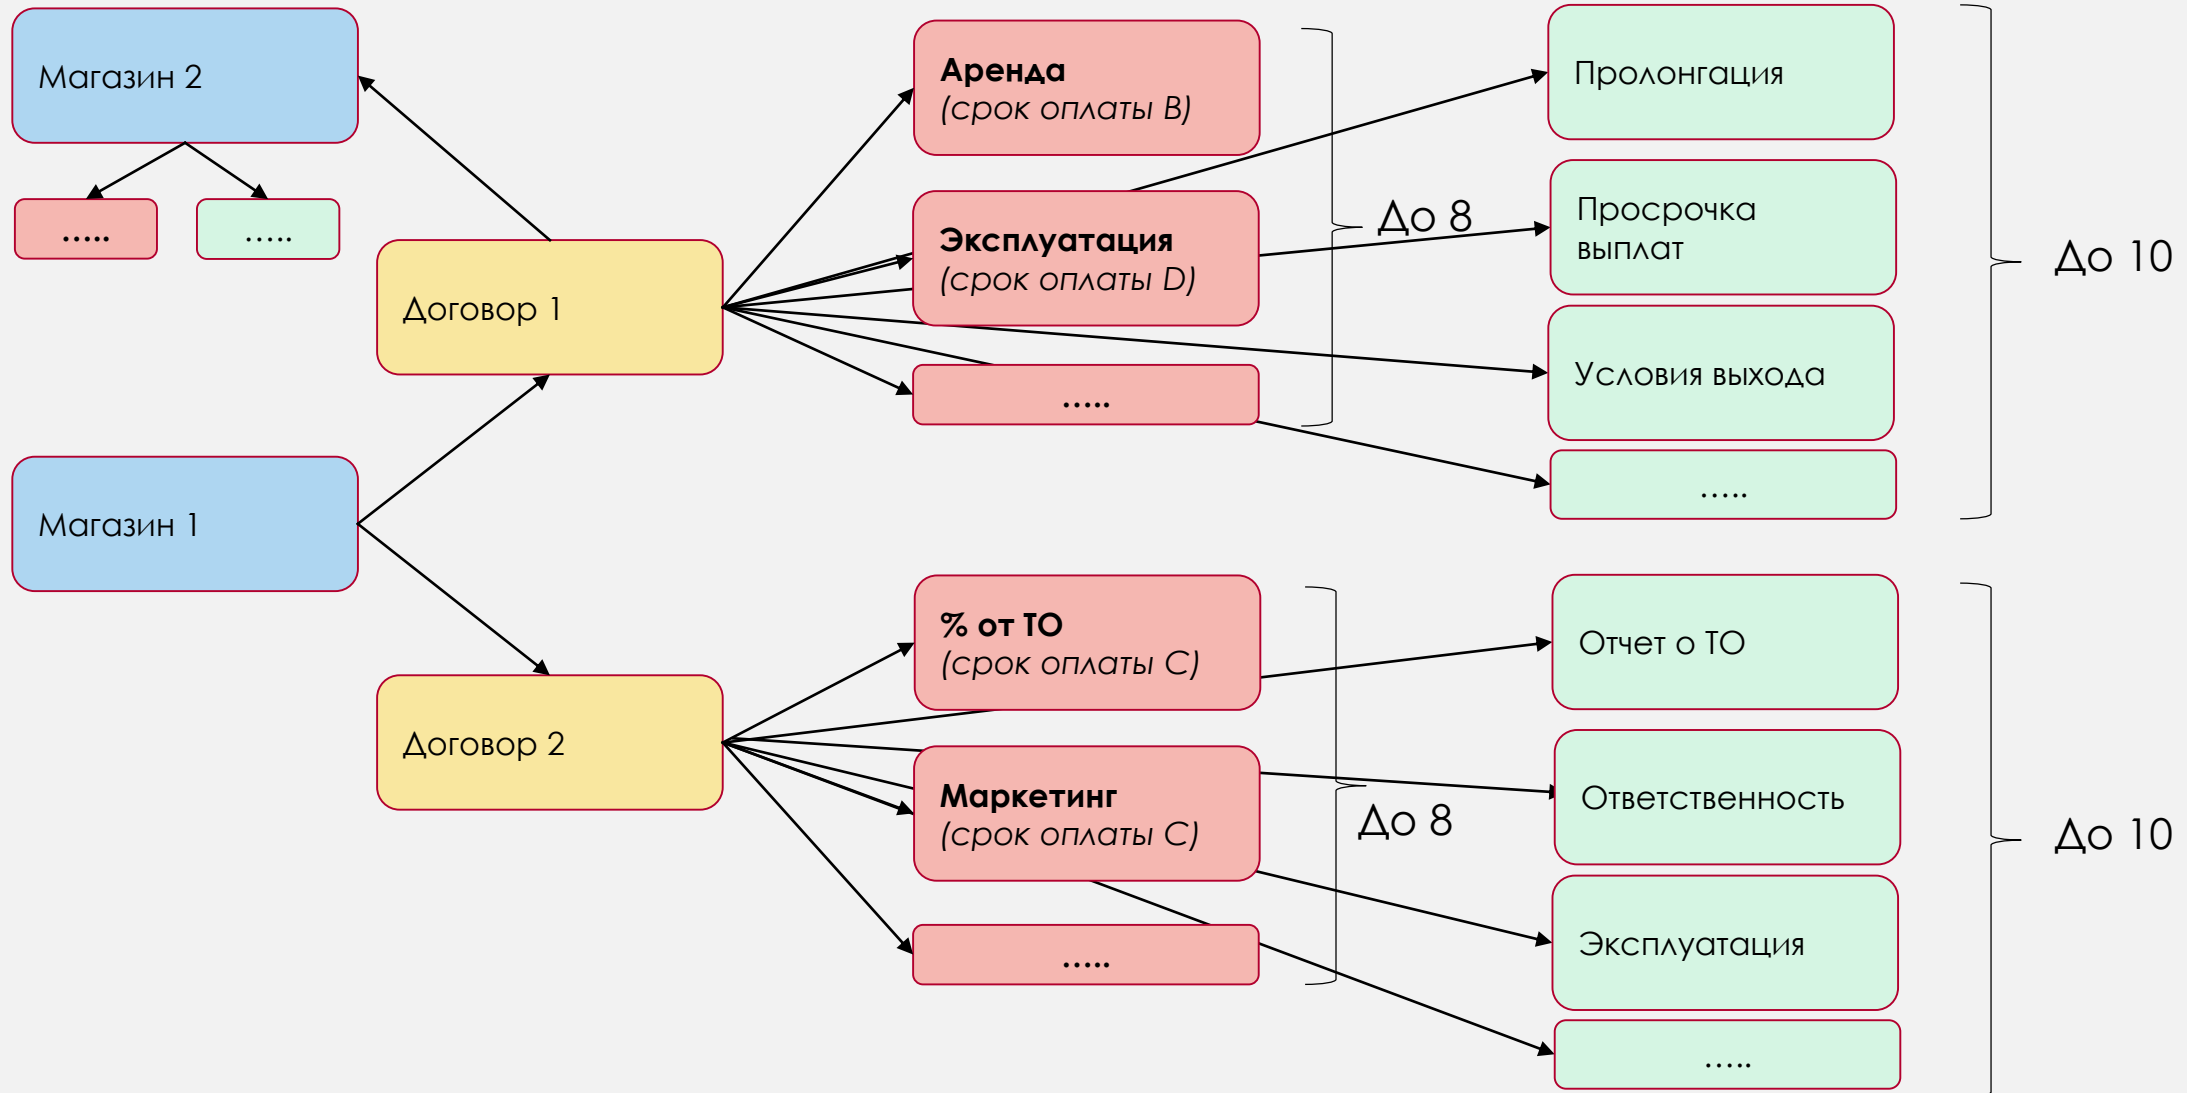 Магазин 2
…..
…..
Договор 1
Магазин 1
Договор 2
Аренда
(срок оплаты B)
Эксплуатация
(срок оплаты D)
…..
До 8
Пролонгация
Просрочка
выплат
Условия выхода
…..
До 10
% от ТО
(срок оплаты С)
Маркетинг
(срок оплаты С)
…..
До 8
Отчет о ТО
Ответственность
Эксплуатация
…..
До 10